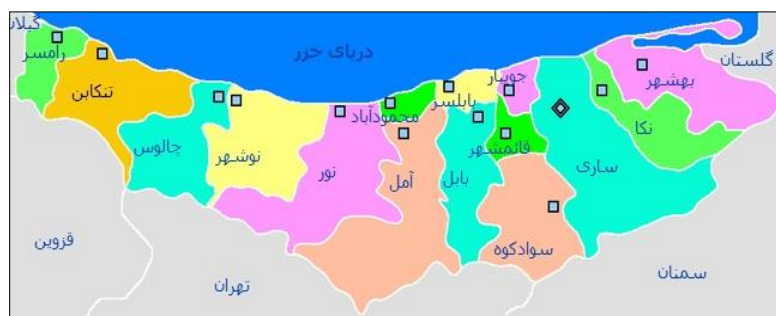 گیلان
رامسر
تنکابن
دریای خزر
گلستان
بهشهر
جویبار
بابلسر
محمودآباد
نکا
قائمشهر
چالوس
نوشهر
نور
آمل
بابل
ساری
سوادکوه
قزوین
تهران
سمنان